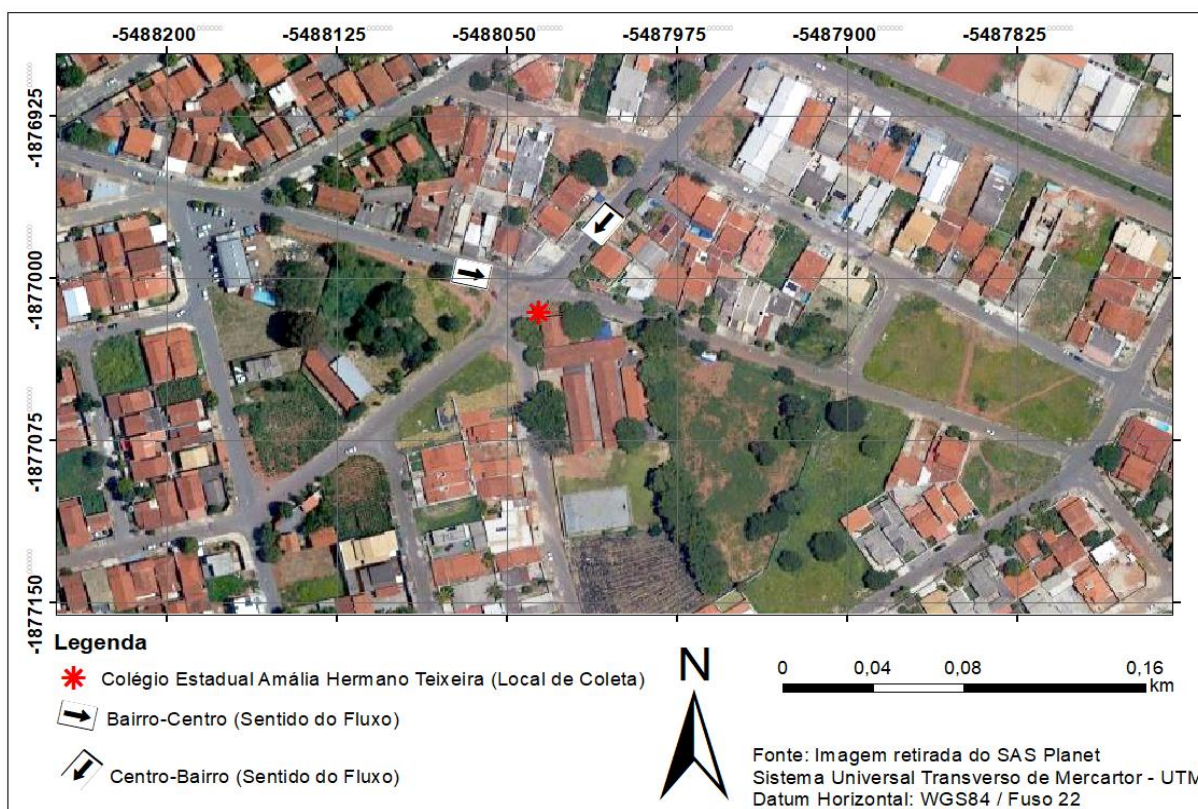 -5488200 -5488125 -5488050 -5487975 -5487900 -5487825
-1876925
-1877000
-1877075
-1877150
Legenda
Colégio Estadual Amália Hermano Teixeira (Local de Coleta)
Bairro-Centro (Sentido do Fluxo)
Centro-Bairro (Sentido do Fluxo)
N
0 0,04 0,08 0,16
km
Fonte: Imagem retirada do SAS Planet
Sistema Universal Transverso de Mercartor - UTM
Datum Horizontal: WGS84 / Fuso 22